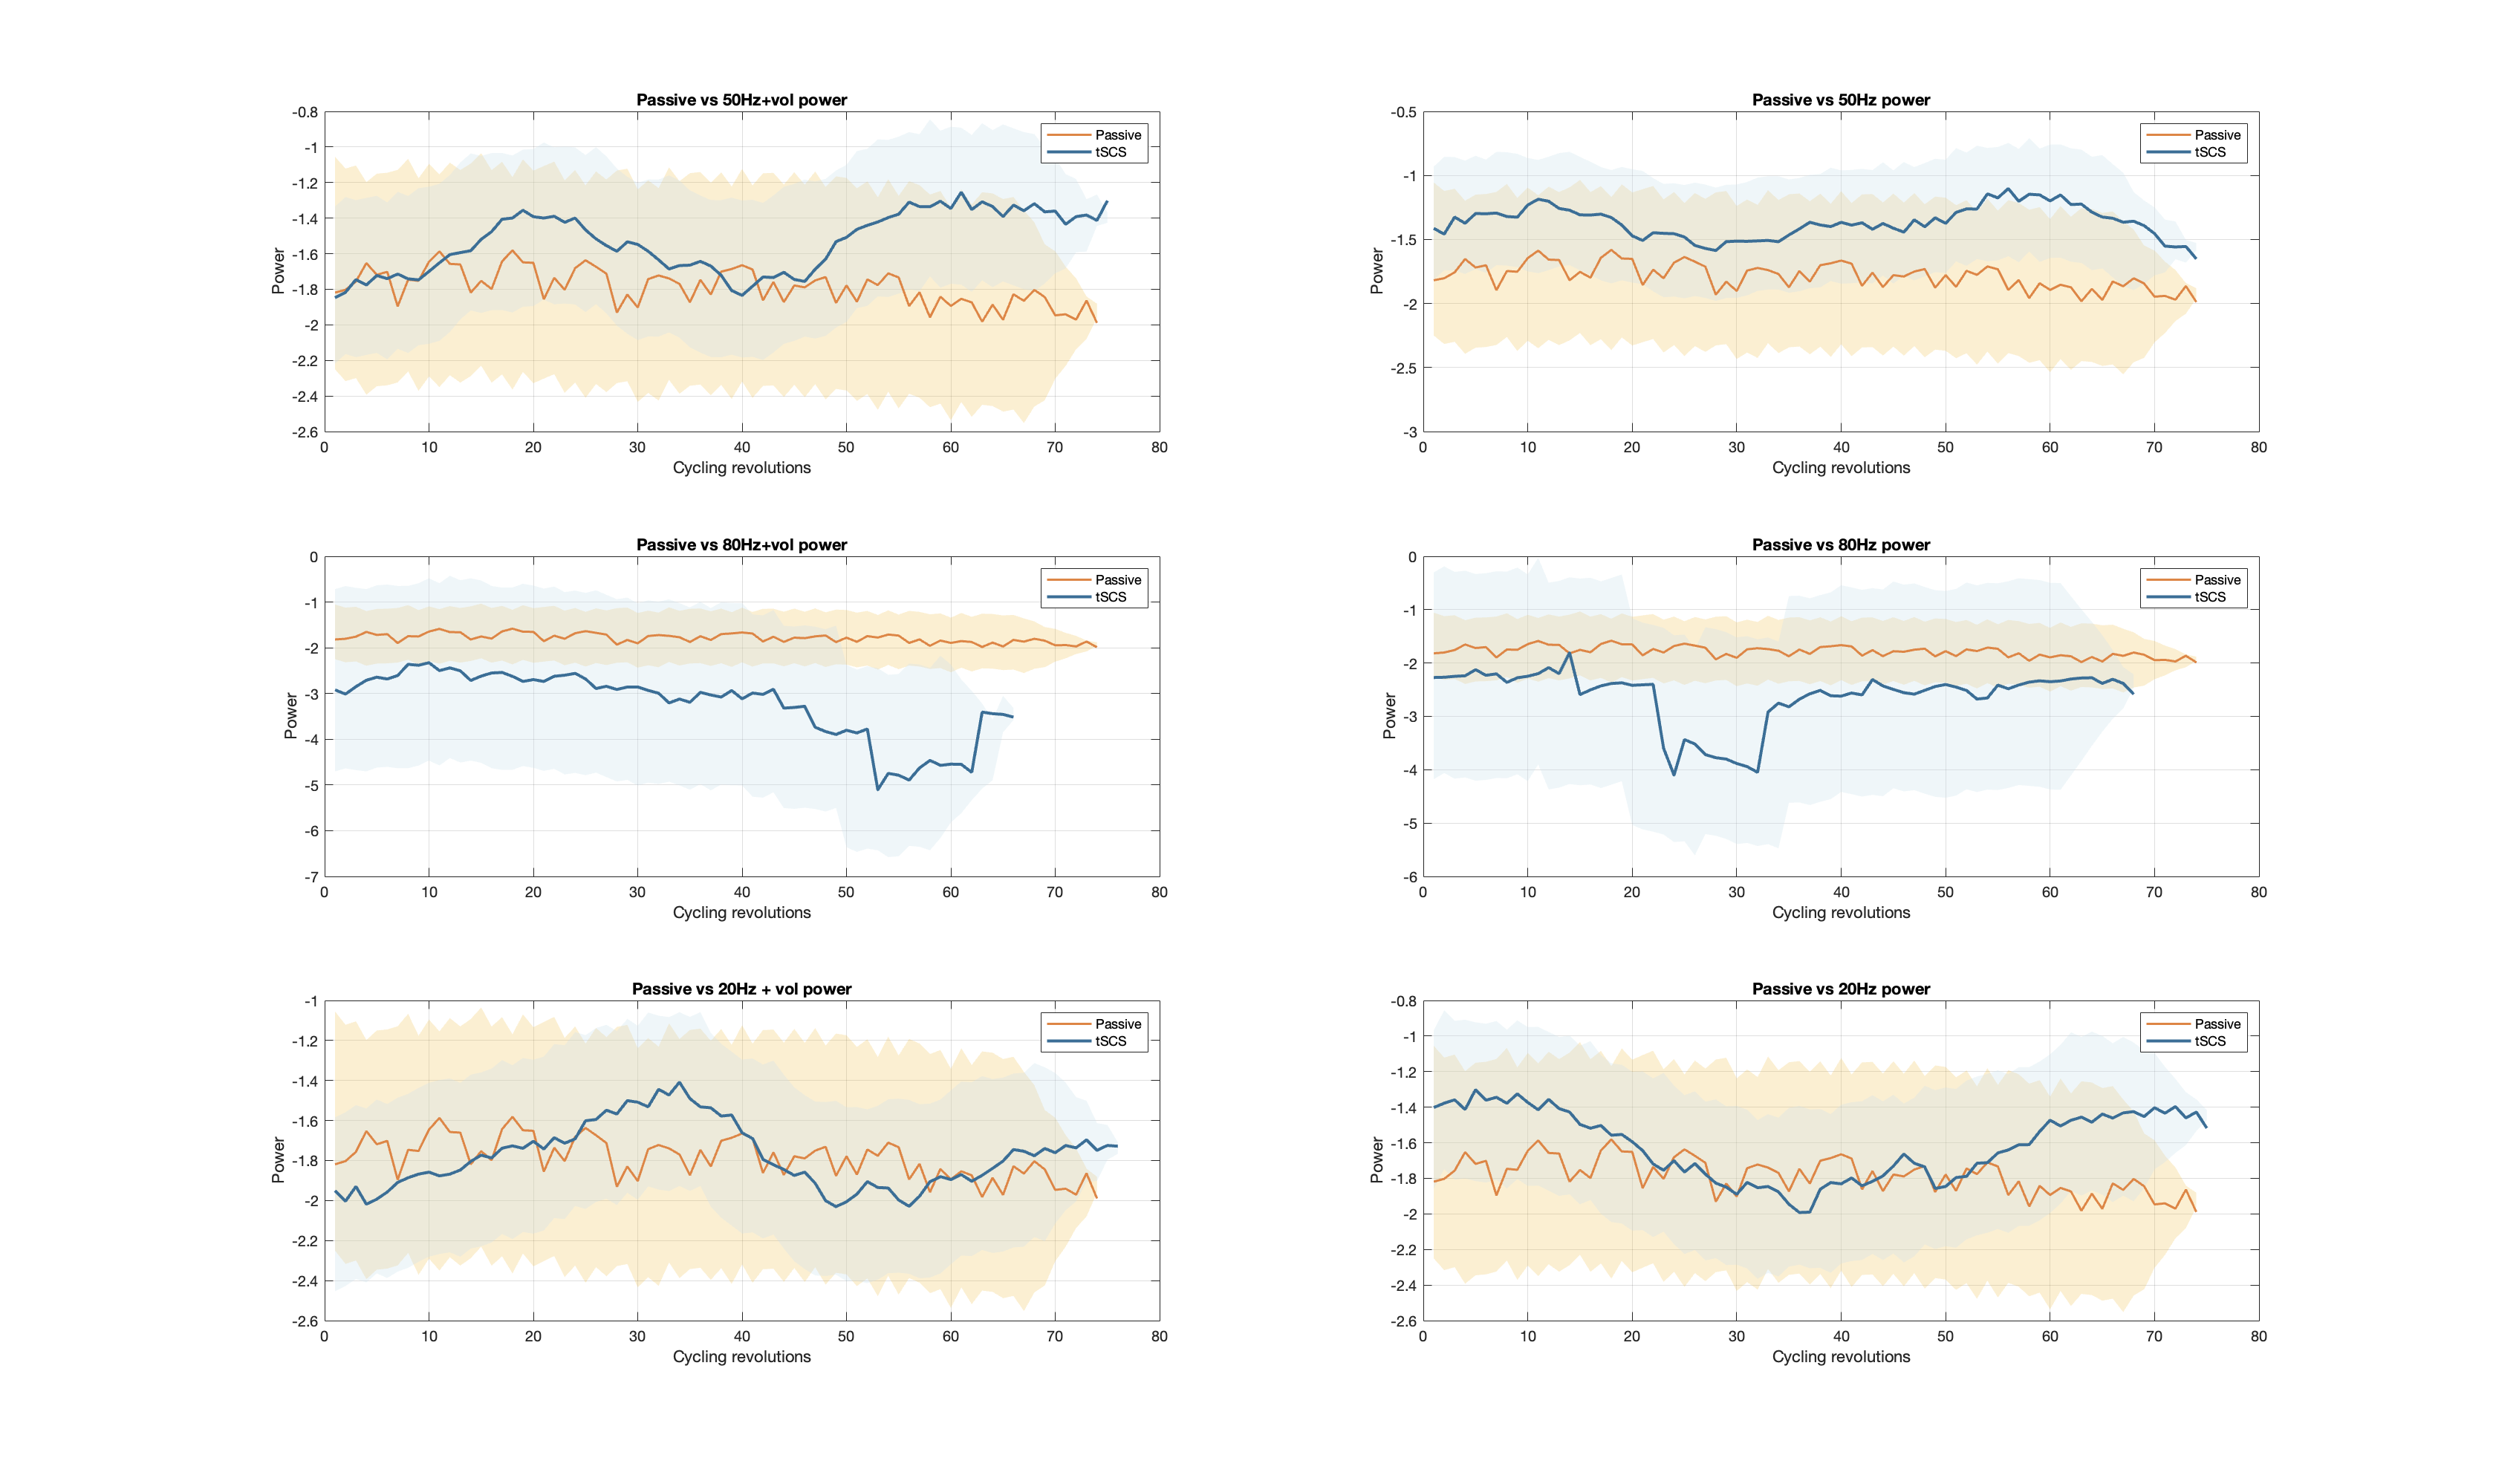 Passive vs 50Hz+vol power
-0.8
-1
-1.2
-1.4
-1.6
-1.8
-2
-2.2
-2.4
-2.6
Power
Passive
tSCS
0 10 20 30 40 50 60 70 80
Cycling revolutions
Passive vs 50Hz power
-0.5
-1
-1.5
-2
-2.5
-3
Power
Passive
tSCS
0 10 20 30 40 50 60 70 80
Cycling revolutions
Passive vs 80Hz+vol power
0
-1
-2
-3
-4
-5
-6
-7
Power
Passive
tSCS
0 10 20 30 40 50 60 70 80
Cycling revolutions
Passive vs 80Hz power
0
-1
-2
-3
-4
-5
-6
Power
Passive
tSCS
0 10 20 30 40 50 60 70 80
Cycling revolutions
Passive vs 20Hz + vol power
-1
-1.2
-1.4
-1.6
-1.8
-2
-2.2
-2.4
-2.6
Power
Passive
tSCS
0 10 20 30 40 50 60 70 80
Cycling revolutions
Passive vs 20Hz power
-0.8
-1
-1.2
-1.4
-1.6
-1.8
-2
-2.2
-2.4
-2.6
Power
Passive
tSCS
0 10 20 30 40 50 60 70 80
Cycling revolutions